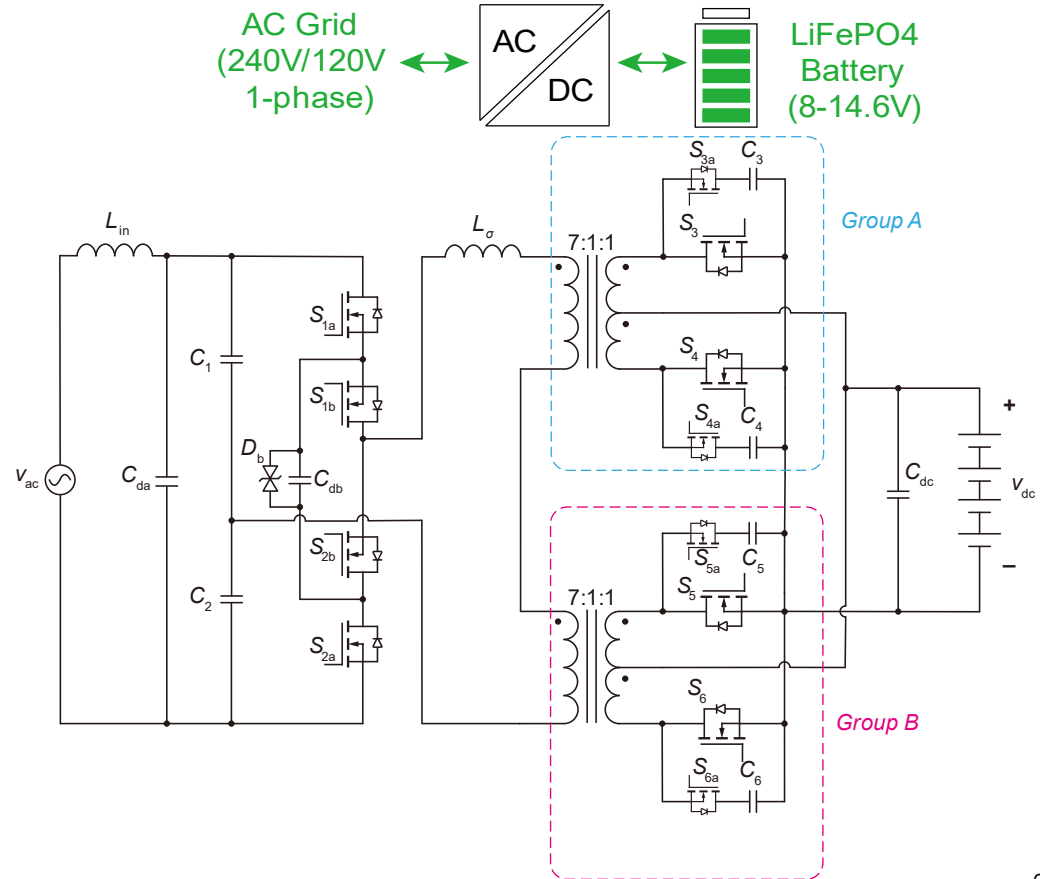 AC Grid
(240V/120V
1-phase)
AC
DC
LiFePO4
Battery
(8-14.6V)
S3a
C3
Group A
Lin
Lσ
7:1:1
S3
S1a
C1
S4
S1b
S4a
C4
+
Db
vac
Cda
Cdb
Cdc
vdc
S2b
S5a
C5
−
C2
7:1:1
S5
S2a
S6
Group B
S6a
C6